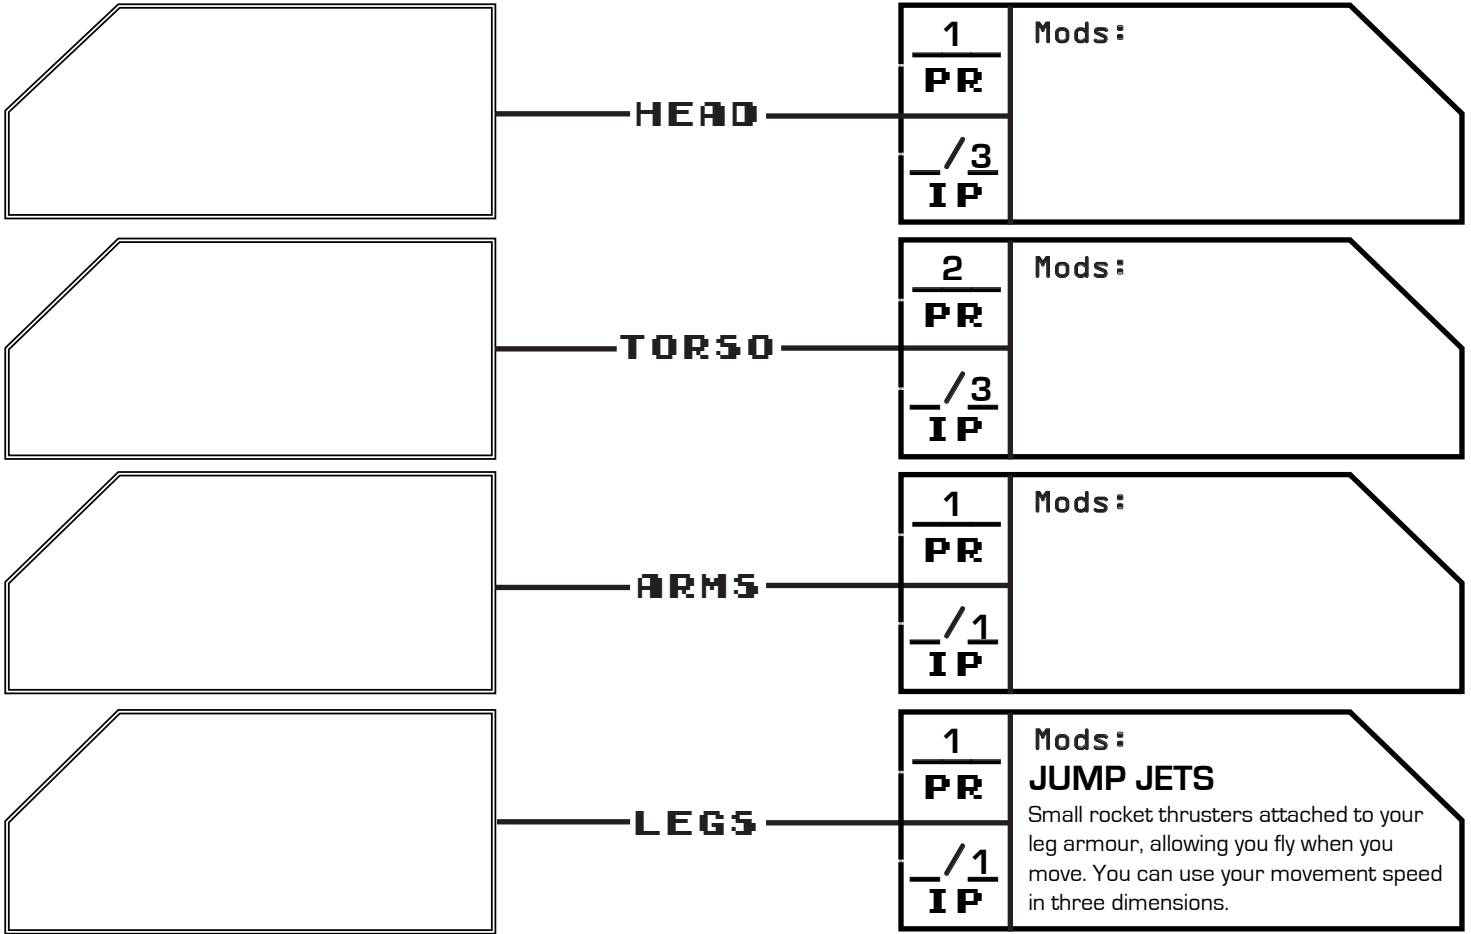 1
PR
Mods:
HEAD
_/3
IP
2
PR
Mods:
TORSO
_/3
IP
1
PR
Mods:
ARMS
_/1
IP
1
PR
Mods:
JUMP JETS
Small rocket thrusters attached to your
leg armour, allowing you fly when you
move. You can use your movement speed
in three dimensions.
LEGS
_/1
IP